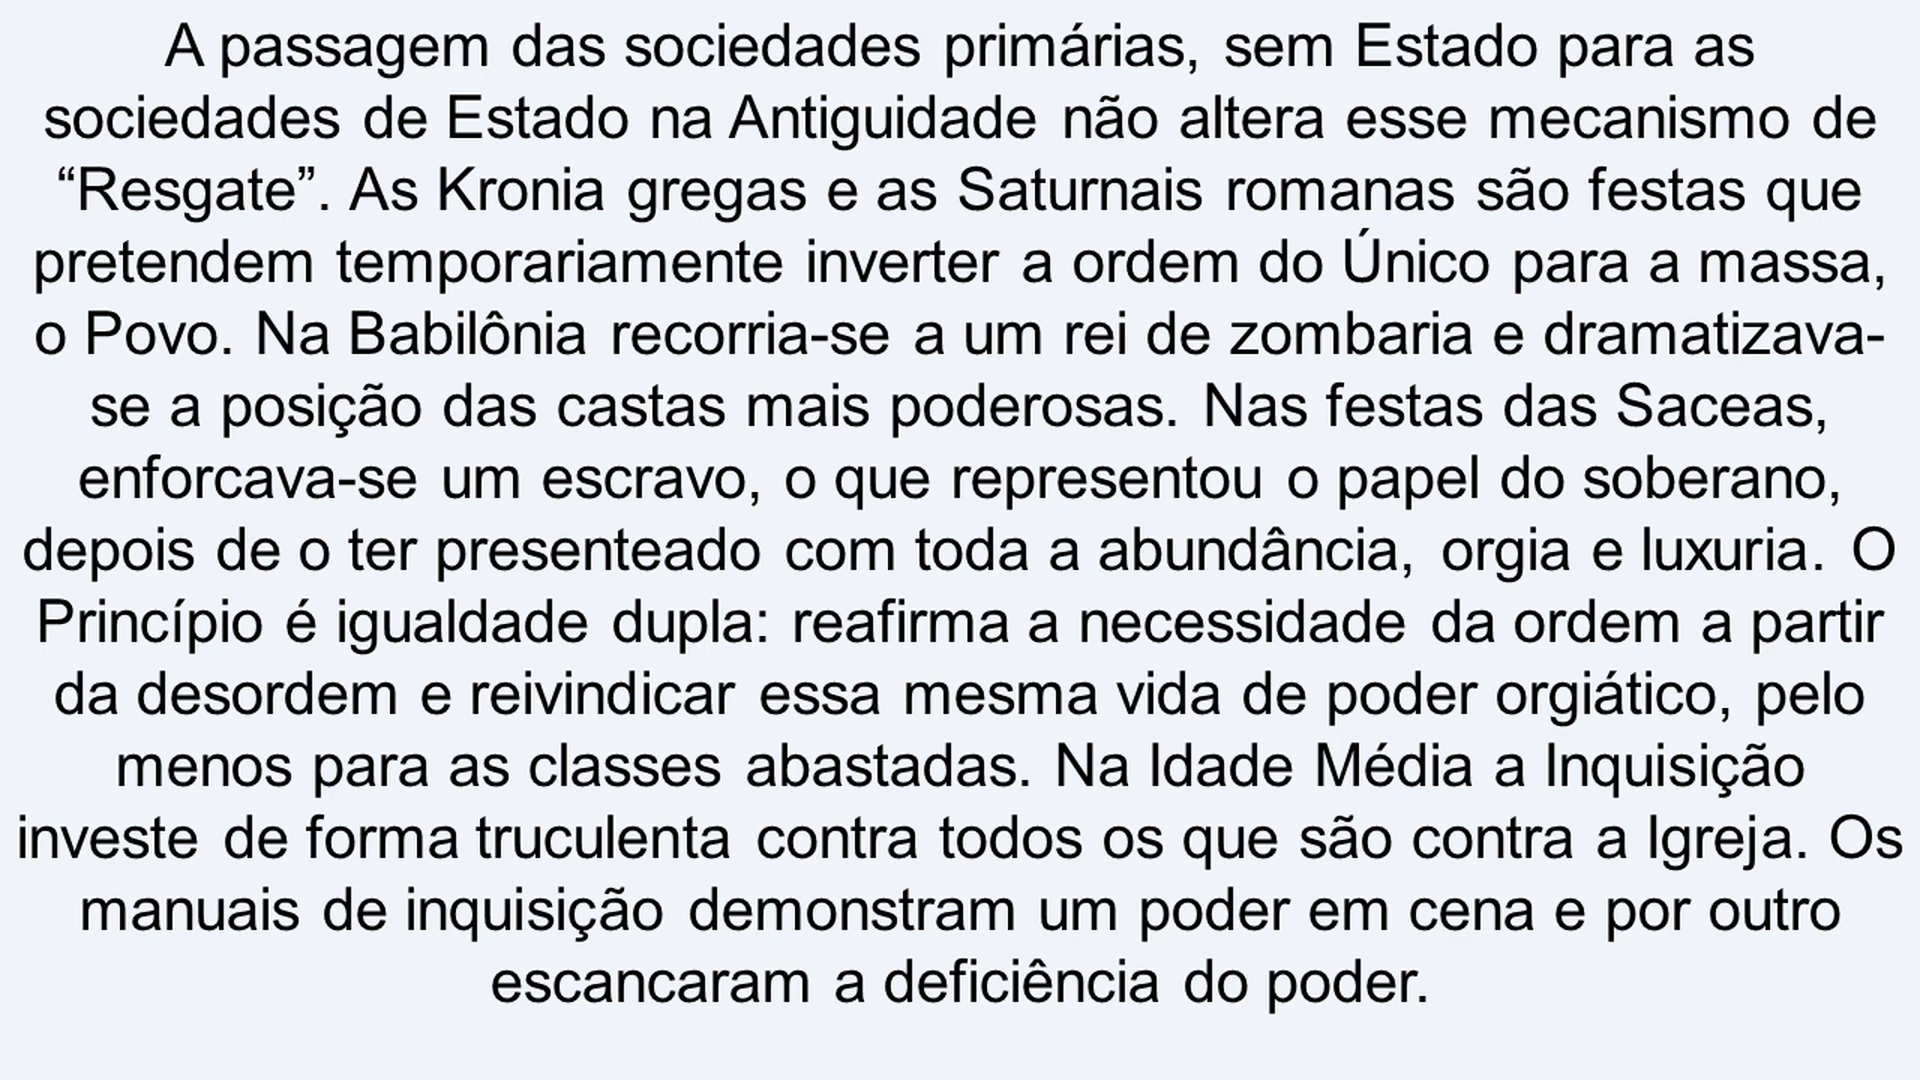 A passagem das sociedades primárias, sem Estado para as
sociedades de Estado na Antiguidade não altera esse mecanismo de
“Resgate”. As Kronia gregas e as Saturnais romanas são festas que
pretendem temporariamente inverter a ordem do Único para a massa,
o Povo. Na Babilônia recorria-se a um rei de zombaria e dramatizava-
se a posição das castas mais poderosas. Nas festas das Saceas,
enforcava-se um escravo, o que representou o papel do soberano,
depois de o ter presenteado com toda a abundância, orgia e luxuria. O
Princípio é igualdade dupla: reafirma a necessidade da ordem a partir
da desordem e reivindicar essa mesma vida de poder orgiático, pelo
menos para as classes abastadas. Na Idade Média a Inquisição
investe de forma truculenta contra todos os que são contra a Igreja. Os
manuais de inquisição demonstram um poder em cena e por outro
escancaram a deficiência do poder.